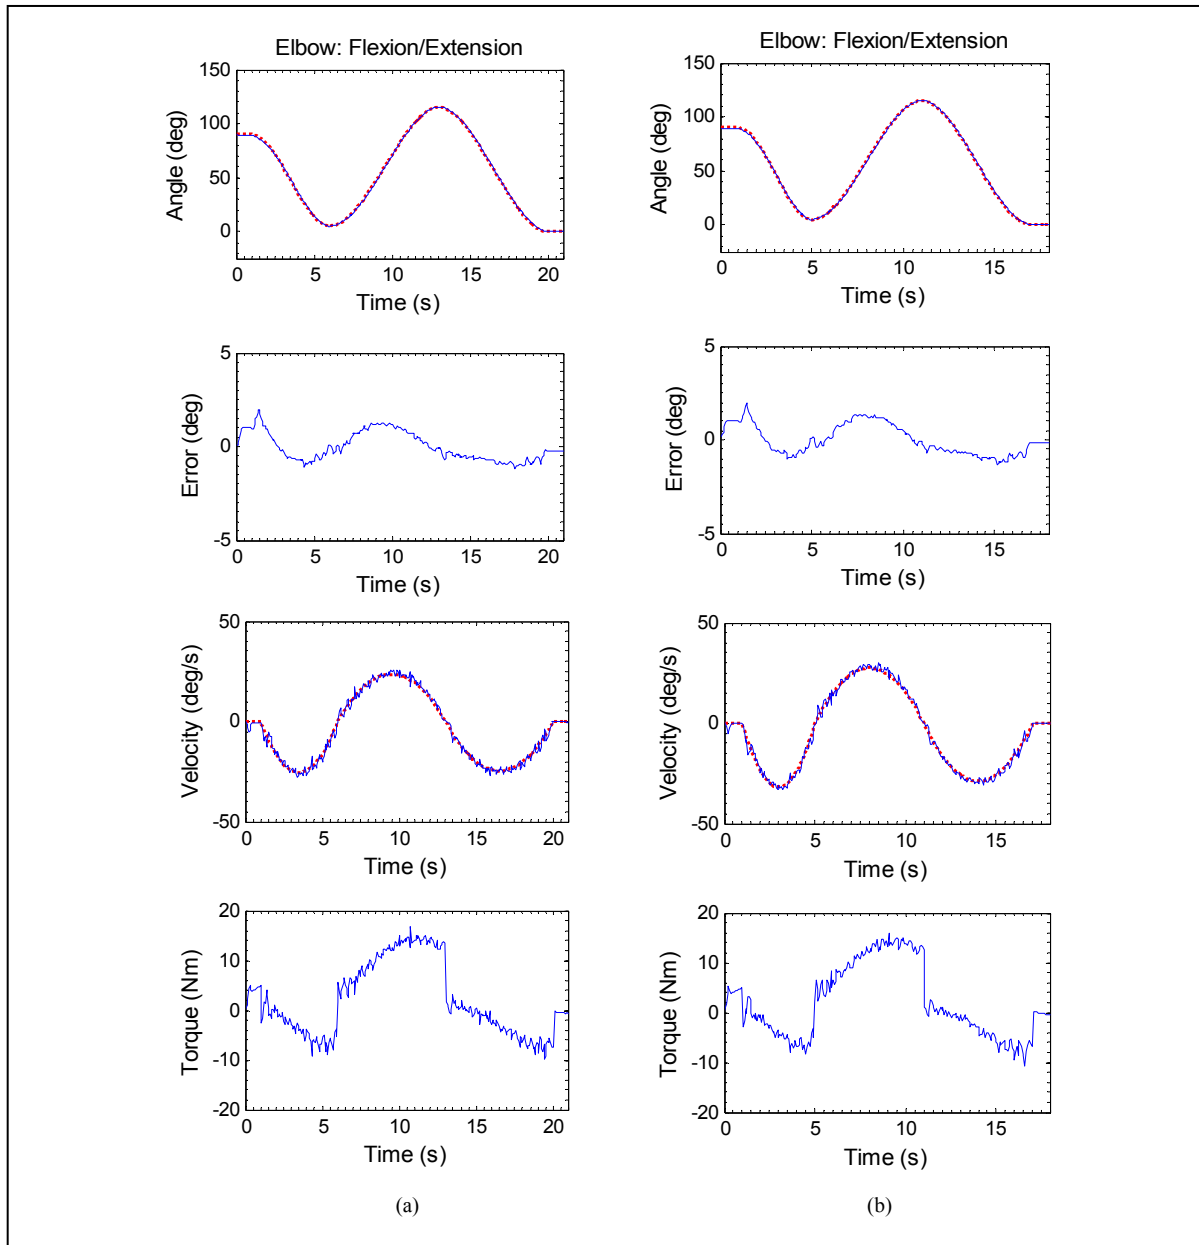 Elbow: Flexion/Extension
150
100
50
0
Angle (deg)
0 5 10 15 20
Time (s)
5
0
-5
Error (deg)
0 5 10 15 20
Time (s)
50
0
-50
Velocity (deg/s)
0 5 10 15 20
Time (s)
20
10
0
-10
-20
Torque (Nm)
0 5 10 15 20
Time (s)
(a)
Elbow: Flexion/Extension
150
100
50
0
Angle (deg)
0 5 10 15
Time (s)
5
0
-5
Error (deg)
0 5 10 15
Time (s)
50
0
-50
Velocity (deg/s)
0 5 10 15
Time (s)
20
10
0
-10
-20
Torque (Nm)
0 5 10 15
Time (s)
(b)